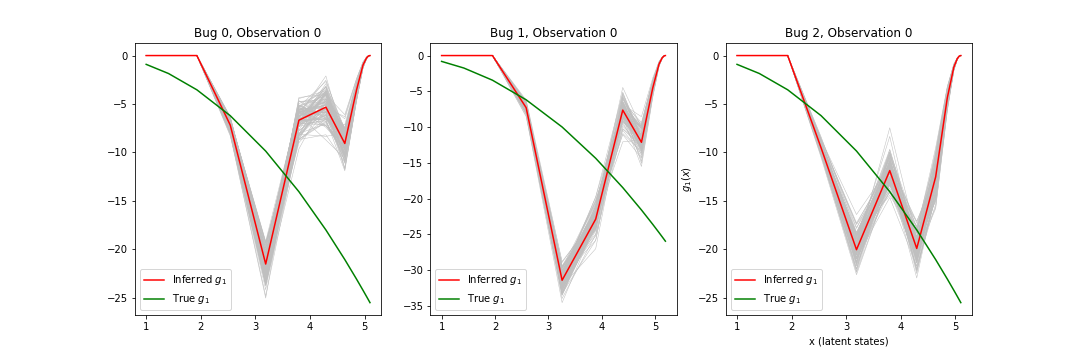 Bug 0, Observation 0
0
−5
−10
−15
−20
−25
1 2 3 4 5
Inferred g₁
True g₁
Bug 1, Observation 0
0
−5
−10
−15
−20
−25
−30
−35
1 2 3 4 5
Inferred g₁
True g₁
Bug 2, Observation 0
g₁(x)
0
−5
−10
−15
−20
−25
1 2 3 4 5
x (latent states)
Inferred g₁
True g₁